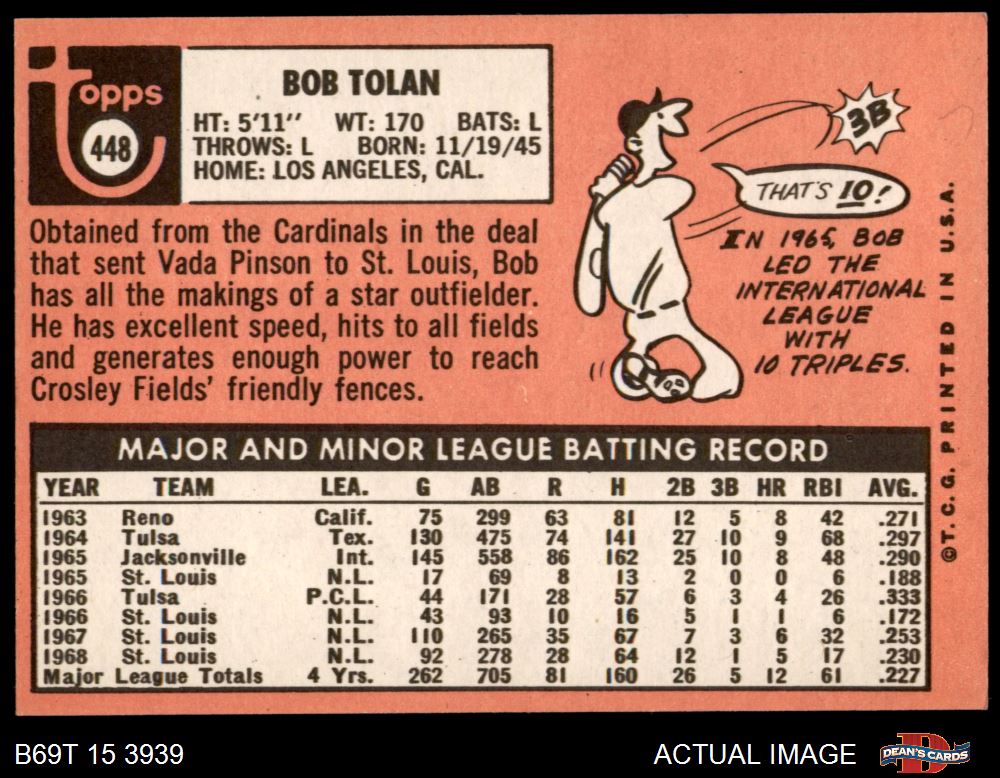 topps
448
BOB TOLAN
HT: 5'11" WT: 170 BATS: L
THROWS: L BORN: 11/19/45
HOME: LOS ANGELES, CAL.
Obtained from the Cardinals in the deal
that sent Vada Pinson to St. Louis, Bob
has all the makings of a star outfielder.
He has excellent speed, hits to all fields
and generates enough power to reach
Crosley Fields' friendly fences.
3B
THAT'S 10!
IN 1965, BOB
LED THE
INTERNATIONAL
LEAGUE
WITH
10 TRIPLES.
©T. C. G. PRINTED IN U.S.A.
MAJOR AND MINOR LEAGUE BATTING RECORD
YEAR TEAM LEA. G AB R H 2B 3B HR RBI AVG.
1963 Reno Calif. 75 299 63 81 12 5 8 42 .271
1964 Tulsa Tex. 130 475 74 141 27 10 9 68 .297
1965 Jacksonville Int. 145 558 86 162 25 10 8 48 .290
1965 St. Louis N.L. 17 69 8 13 2 0 0 6 .188
1966 Tulsa P.C.L. 44 171 28 57 6 3 4 26 .333
1966 St. Louis N.L. 43 93 10 16 5 1 1 6 .172
1967 St. Louis N.L. 110 265 35 67 7 3 6 32 .253
1968 St. Louis N.L. 92 278 28 64 12 1 5 17 .230
Major League Totals 4 Yrs. 262 705 81 160 26 5 12 61 .227
B69T 15 3939
ACTUAL IMAGE
DEAN'S CARDS